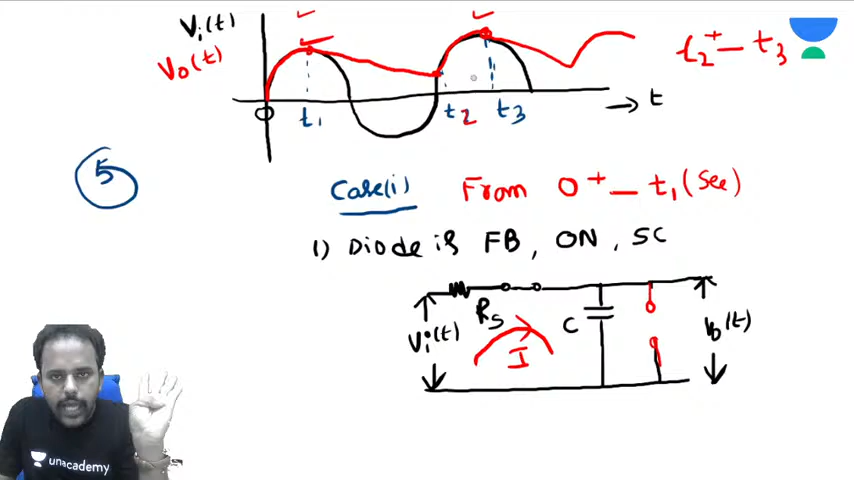 Vi(t)
Vo(t)
O
t1
t2
t3
t
t2+ — t3
5
Case(i) From 0+ — t1 (Sec)
1) Diode is FB, ON, SC
Rs
Vi(t)
I
C
Vo(t)
unacademy